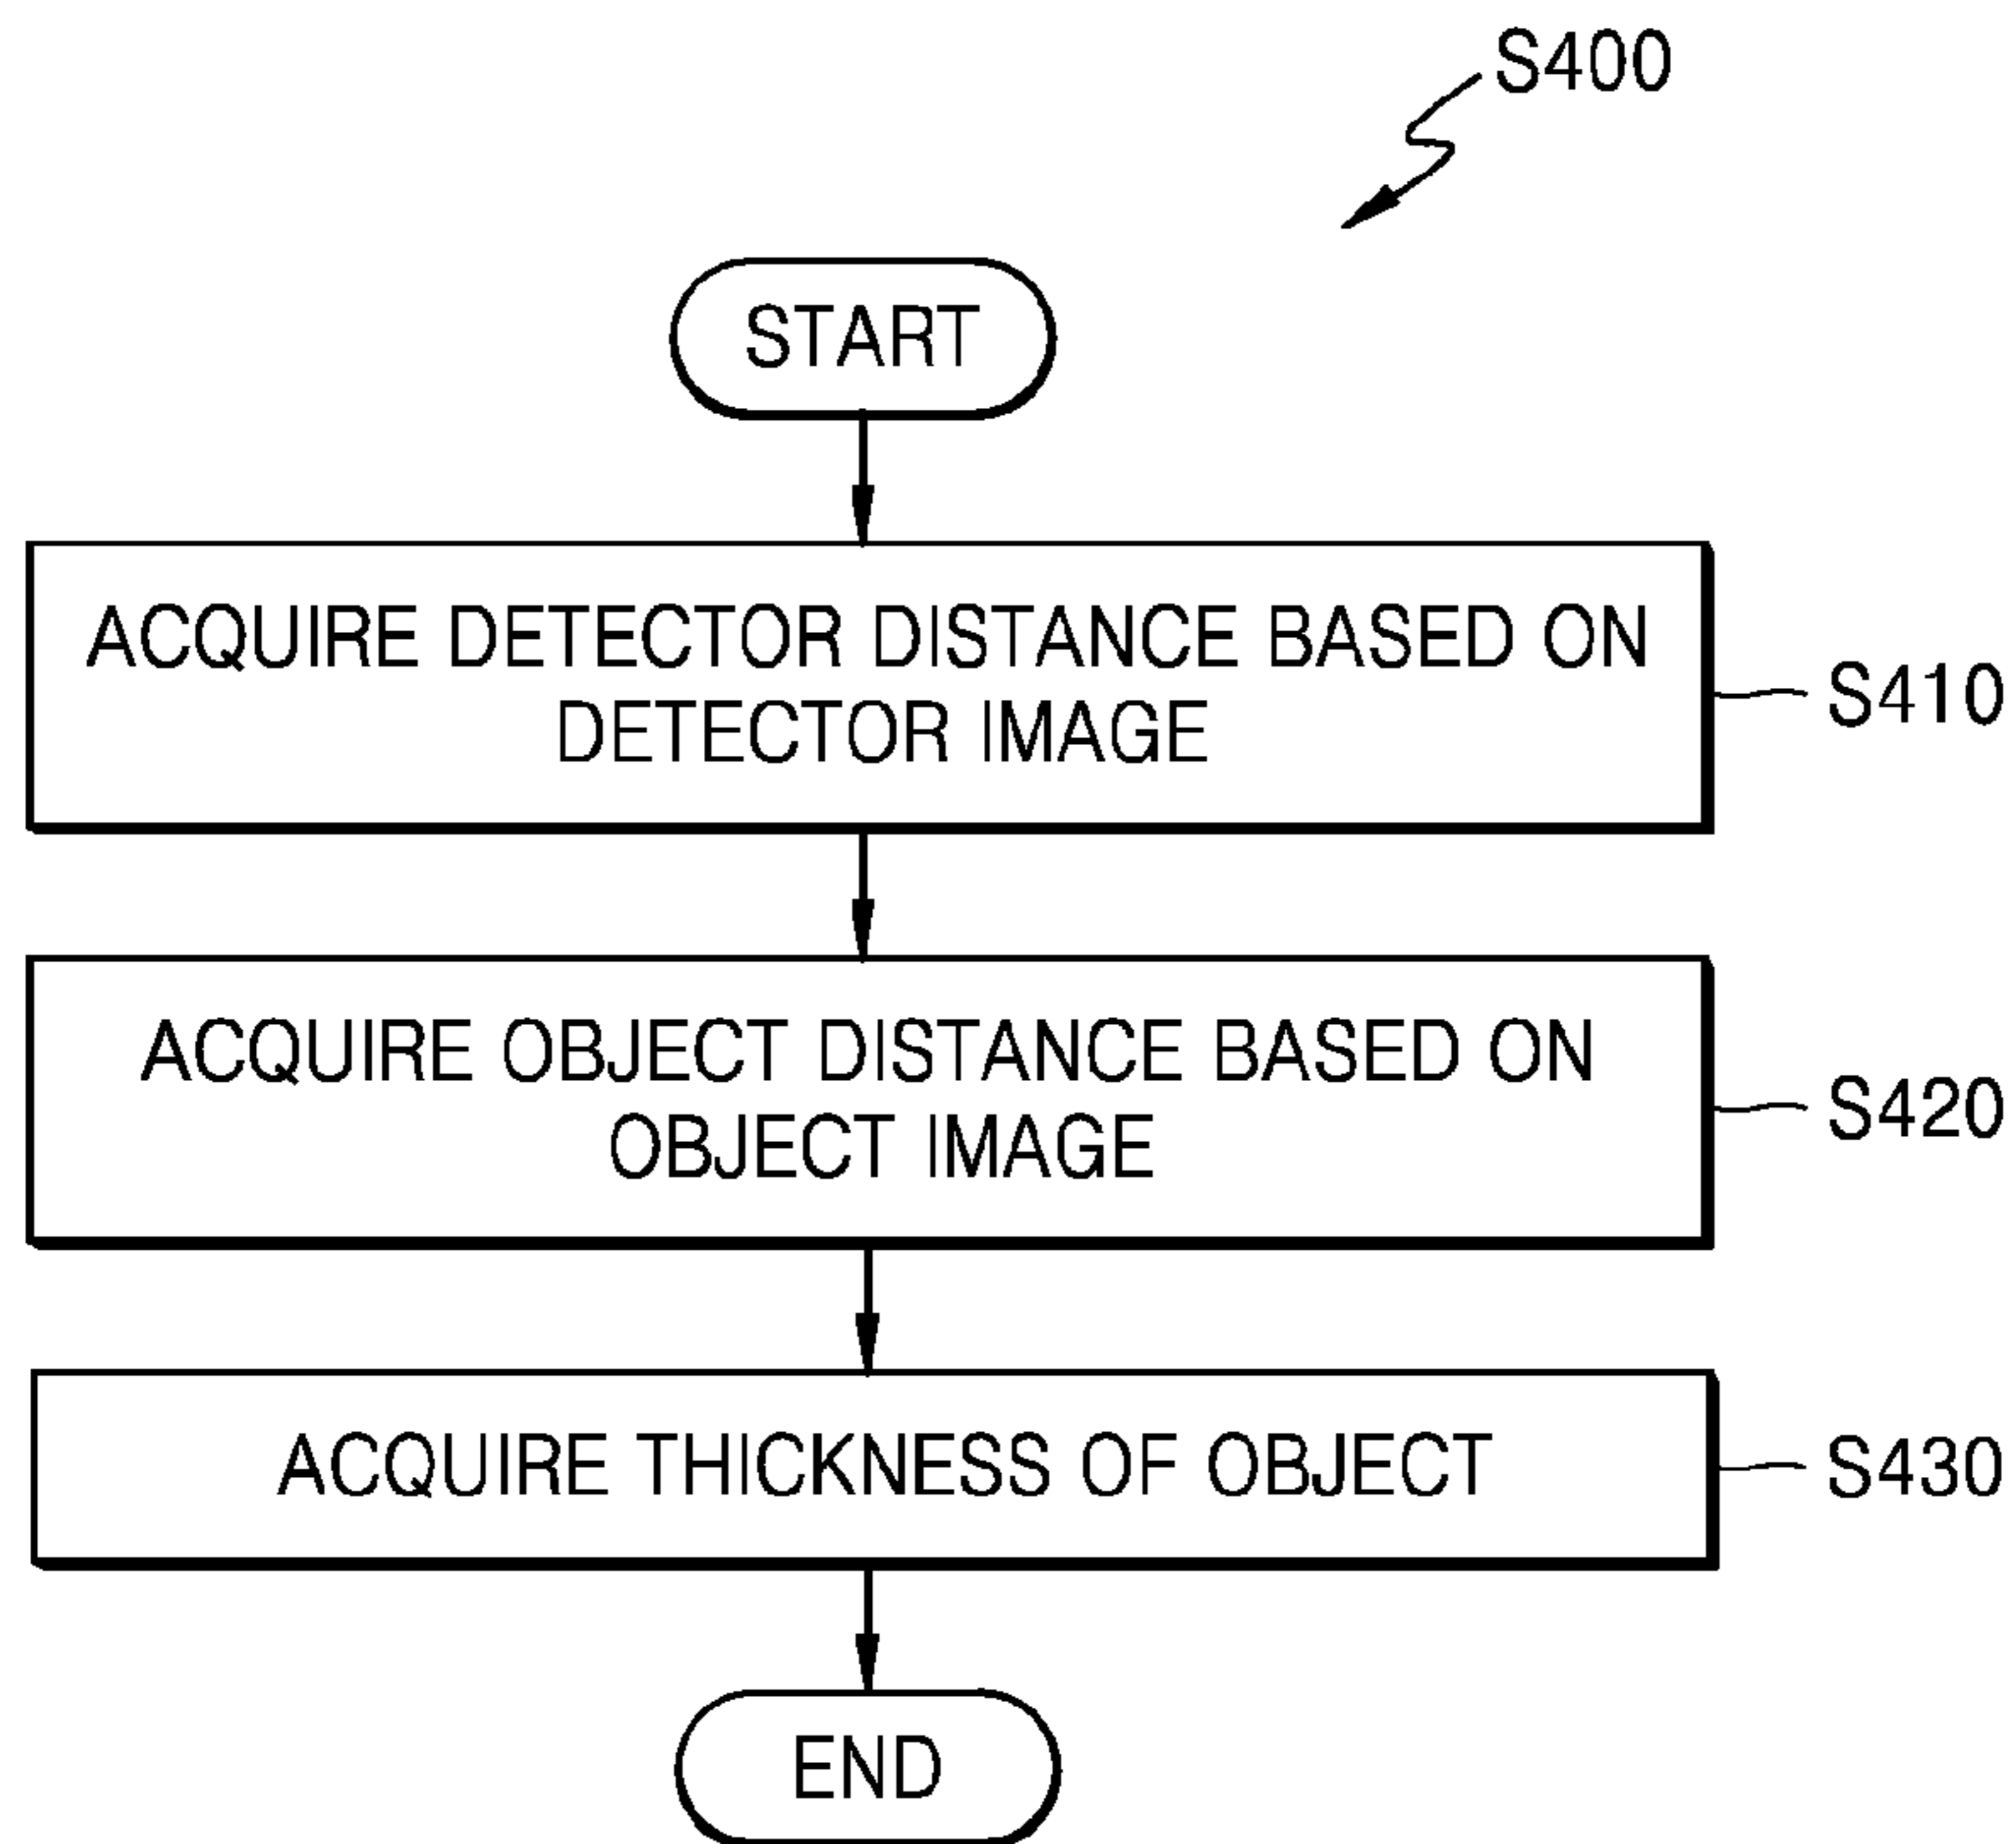 S400
START
ACQUIRE DETECTOR DISTANCE BASED ON
DETECTOR IMAGE
S410
ACQUIRE OBJECT DISTANCE BASED ON
OBJECT IMAGE
S420
ACQUIRE THICKNESS OF OBJECT
S430
END